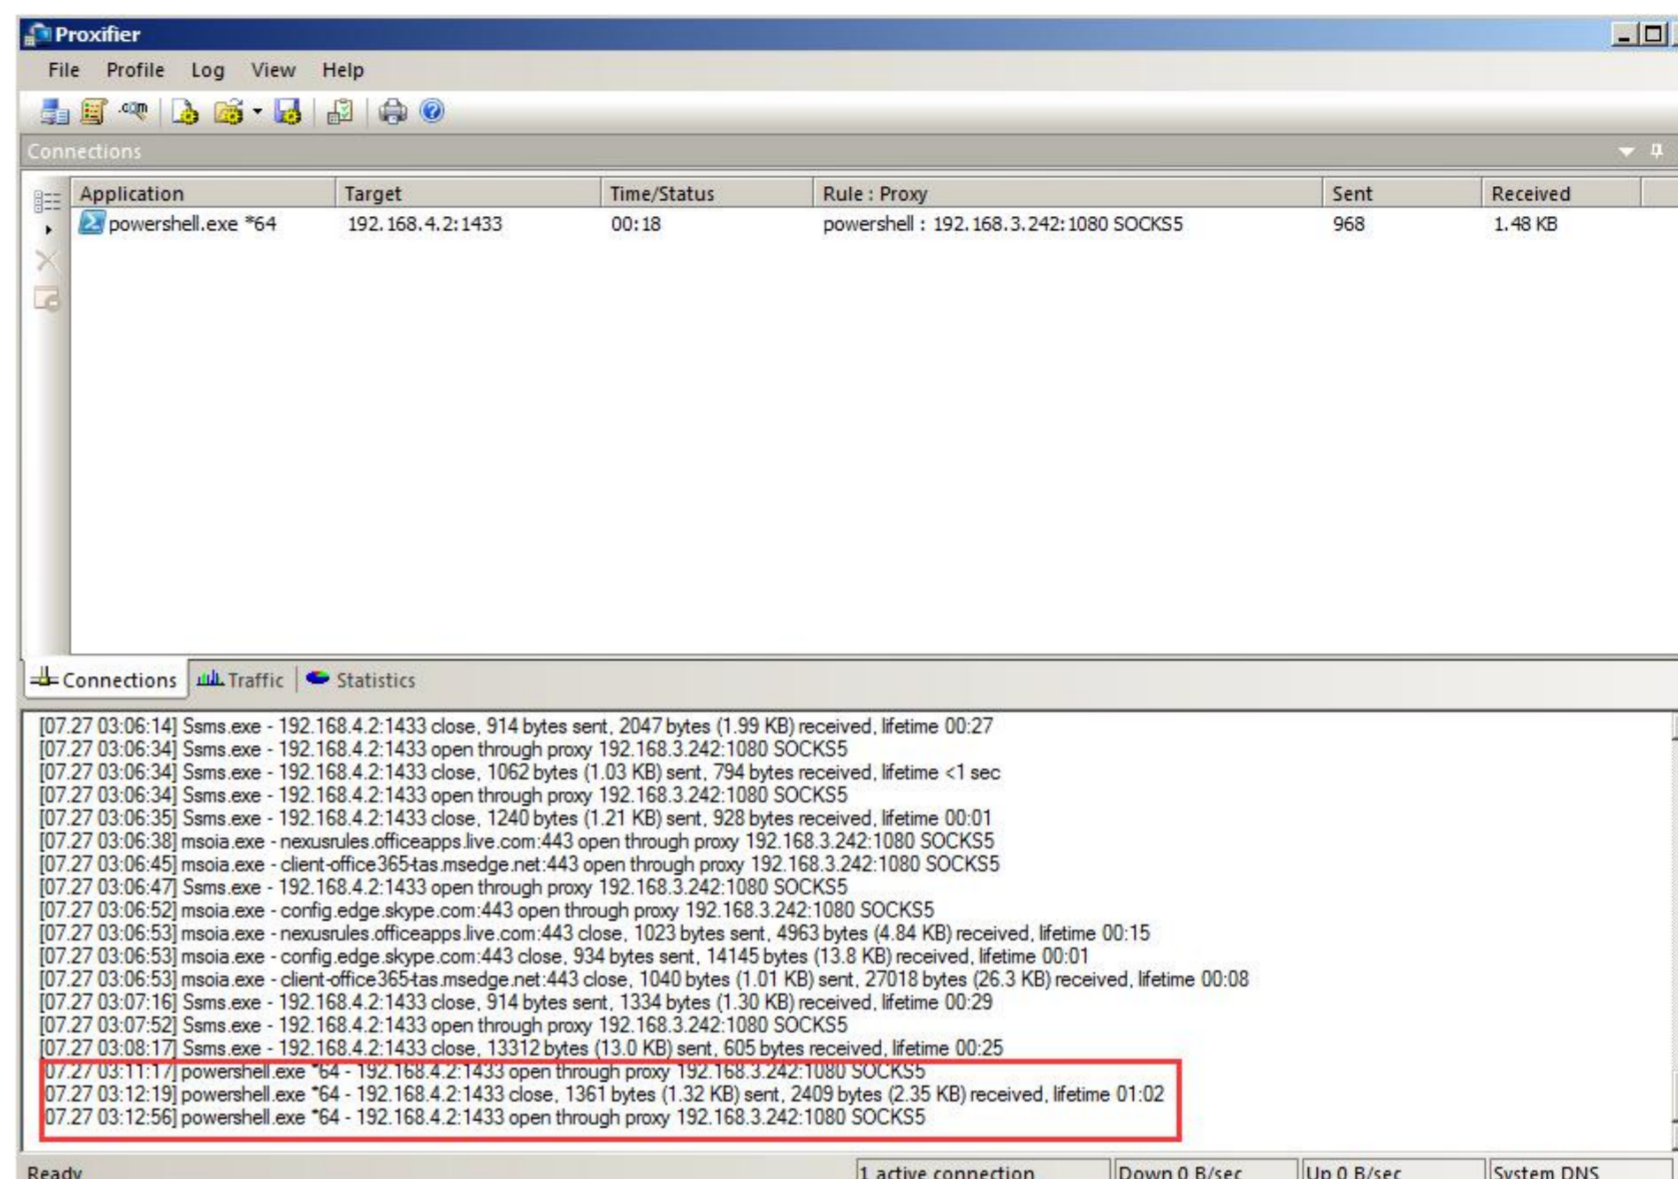 Proxifier
File Profile Log View Help
.com
Connections
Application Target Time/Status Rule : Proxy Sent Received
powershell.exe *64 192.168.4.2:1433 00:18 powershell : 192.168.3.242:1080 SOCKS5 968 1.48 KB
Connections Traffic Statistics
[07.27 03:06:14] Ssms.exe - 192.168.4.2:1433 close, 914 bytes sent, 2047 bytes (1.99 KB) received, lifetime 00:27
[07.27 03:06:34] Ssms.exe - 192.168.4.2:1433 open through proxy 192.168.3.242:1080 SOCKS5
[07.27 03:06:34] Ssms.exe - 192.168.4.2:1433 close, 1062 bytes (1.03 KB) sent, 794 bytes received, lifetime <1 sec
[07.27 03:06:34] Ssms.exe - 192.168.4.2:1433 open through proxy 192.168.3.242:1080 SOCKS5
[07.27 03:06:35] Ssms.exe - 192.168.4.2:1433 close, 1240 bytes (1.21 KB) sent, 928 bytes received, lifetime 00:01
[07.27 03:06:38] msoia.exe - nexusrules.officeapps.live.com:443 open through proxy 192.168.3.242:1080 SOCKS5
[07.27 03:06:45] msoia.exe - client-office365-tas.msedge.net:443 open through proxy 192.168.3.242:1080 SOCKS5
[07.27 03:06:47] Ssms.exe - 192.168.4.2:1433 open through proxy 192.168.3.242:1080 SOCKS5
[07.27 03:06:52] msoia.exe - config.edge.skype.com:443 open through proxy 192.168.3.242:1080 SOCKS5
[07.27 03:06:53] msoia.exe - nexusrules.officeapps.live.com:443 close, 1023 bytes sent, 4963 bytes (4.84 KB) received, lifetime 00:15
[07.27 03:06:53] msoia.exe - config.edge.skype.com:443 close, 934 bytes sent, 14145 bytes (13.8 KB) received, lifetime 00:01
[07.27 03:06:53] msoia.exe - client-office365-tas.msedge.net:443 close, 1040 bytes (1.01 KB) sent, 27018 bytes (26.3 KB) received, lifetime 00:08
[07.27 03:07:16] Ssms.exe - 192.168.4.2:1433 close, 914 bytes sent, 1334 bytes (1.30 KB) received, lifetime 00:29
[07.27 03:07:52] Ssms.exe - 192.168.4.2:1433 open through proxy 192.168.3.242:1080 SOCKS5
[07.27 03:08:17] Ssms.exe - 192.168.4.2:1433 close, 13312 bytes (13.0 KB) sent, 605 bytes received, lifetime 00:25
[07.27 03:11:17] powershell.exe *64 - 192.168.4.2:1433 open through proxy 192.168.3.242:1080 SOCKS5
[07.27 03:12:19] powershell.exe *64 - 192.168.4.2:1433 close, 1361 bytes (1.32 KB) sent, 2409 bytes (2.35 KB) received, lifetime 01:02
[07.27 03:12:56] powershell.exe *64 - 192.168.4.2:1433 open through proxy 192.168.3.242:1080 SOCKS5
Ready 1 active connection Down 0 B/sec Up 0 B/sec System DNS